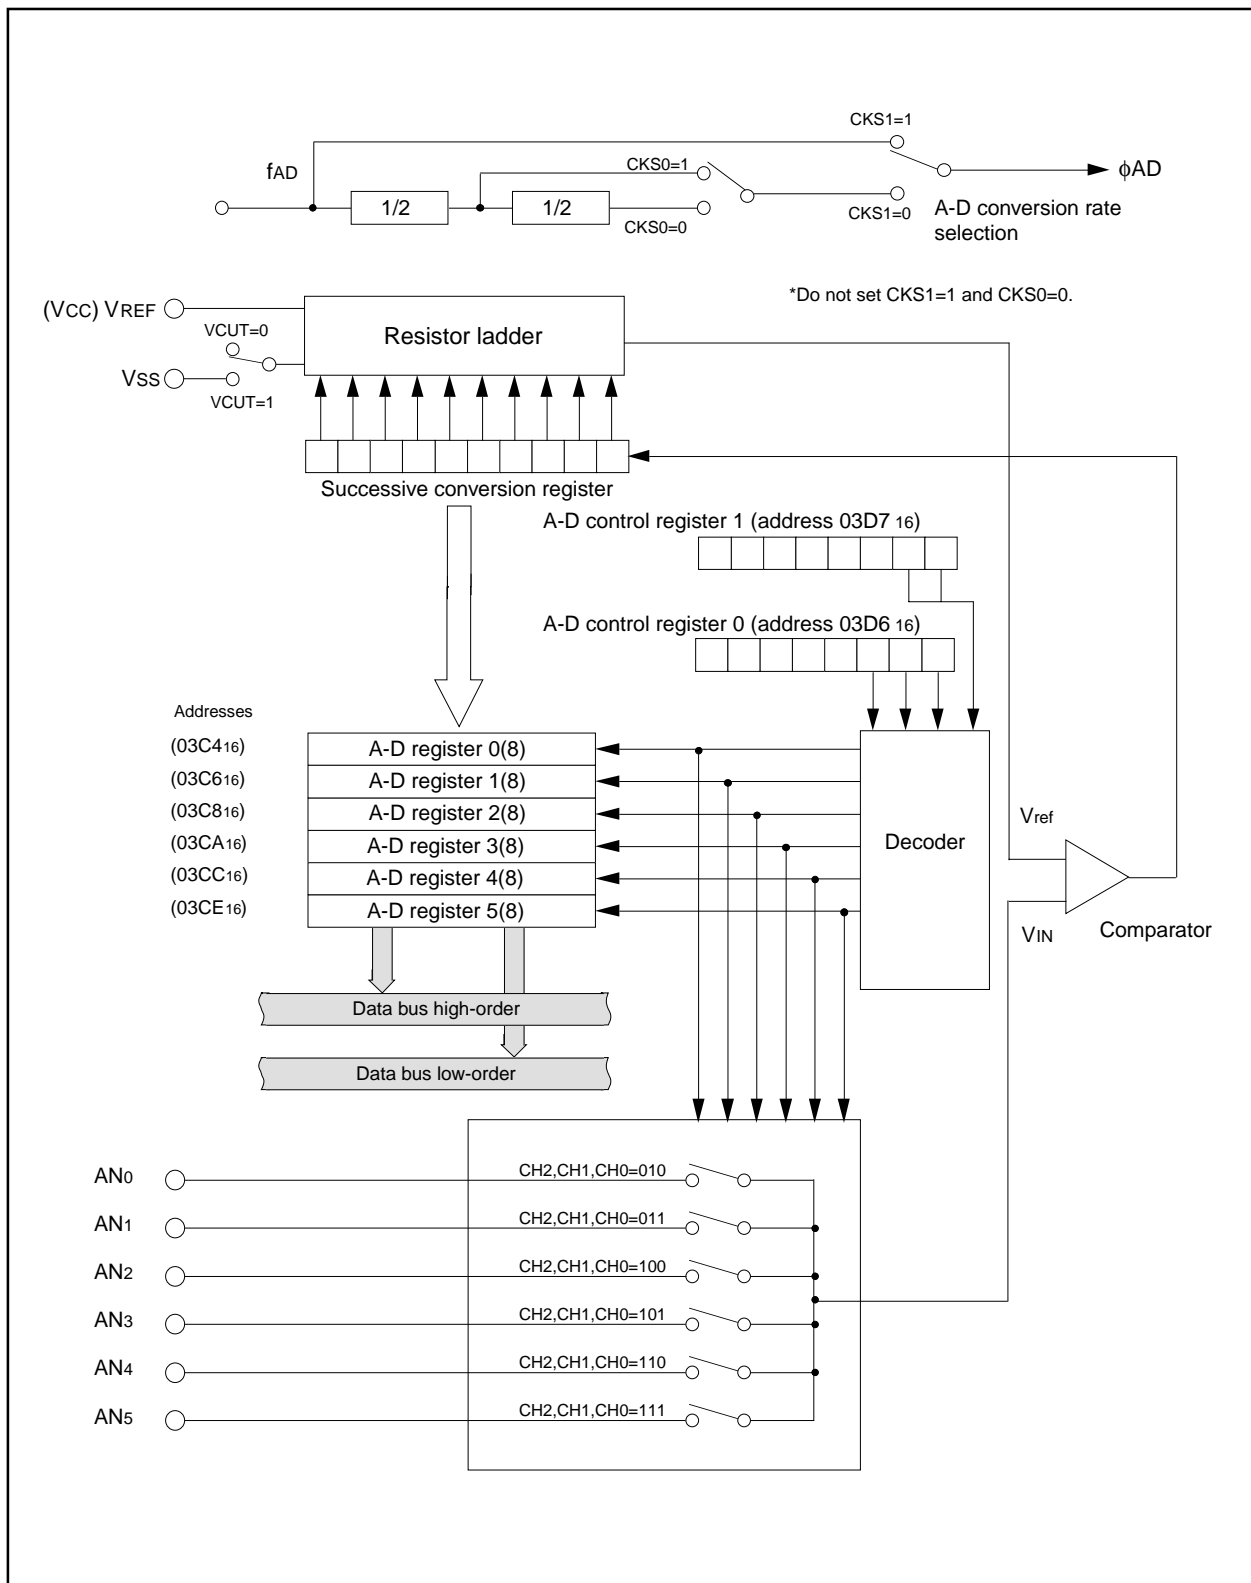 CKS1=1
fAD
CKS0=1
φAD
1/2
1/2
CKS0=0
CKS1=0
A-D conversion rate
selection
*Do not set CKS1=1 and CKS0=0.
(VCC) VREF
VCUT=0
Resistor ladder
VSS
VCUT=1
Successive conversion register
A-D control register 1 (address 03D7 16)
A-D control register 0 (address 03D6 16)
Addresses
(03C416)
A-D register 0(8)
(03C616)
A-D register 1(8)
(03C816)
A-D register 2(8)
(03CA16)
A-D register 3(8)
(03CC16)
A-D register 4(8)
(03CE16)
A-D register 5(8)
Decoder
Vref
VIN
Comparator
Data bus high-order
Data bus low-order
AN0
CH2,CH1,CH0=010
AN1
CH2,CH1,CH0=011
AN2
CH2,CH1,CH0=100
AN3
CH2,CH1,CH0=101
AN4
CH2,CH1,CH0=110
AN5
CH2,CH1,CH0=111